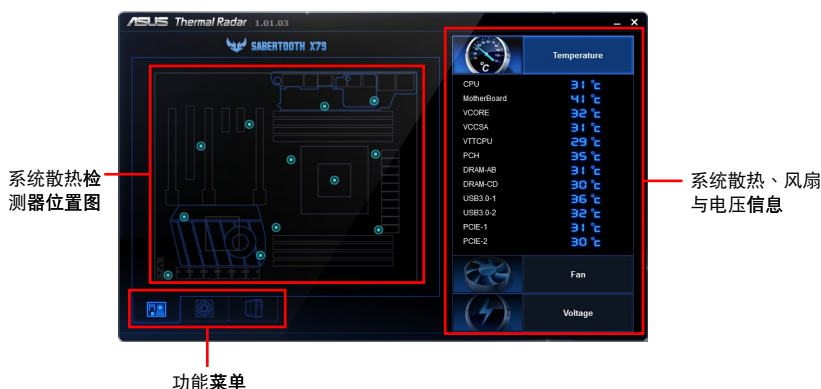 ASUS Thermal Radar 1.01.03
SABERTOOTH X79
Temperature
°C
CPU 31 °c
MotherBoard 41 °c
VCORE 32 °c
VCCSA 31 °c
VTTCPU 29 °c
PCH 35 °c
DRAM-AB 31 °c
DRAM-CD 30 °c
USB3.0-1 36 °c
USB3.0-2 32 °c
PCIE-1 31 °c
PCIE-2 30 °c
Fan
Voltage
系统散热检
测器位置图
系统散热、风扇
与电压信息
功能菜单